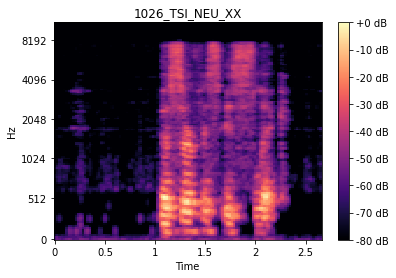 1026_TSI_NEU_XX
+0 dB
8192
-10 dB
4096
-20 dB
-30 dB
2048
-40 dB
Hz
1024
-50 dB
512
-60 dB
-70 dB
0
-80 dB
0 0.5 1 1.5 2 2.5
Time